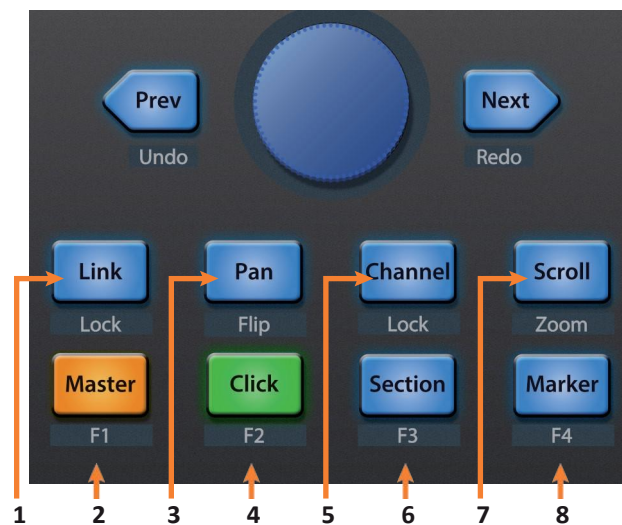 Prev Next
Undo Redo
Link Pan Channel Scroll
Lock Flip Lock Zoom
Master Click Section Marker
F1 F2 F3 F4
1 2 3 4 5 6 7 8